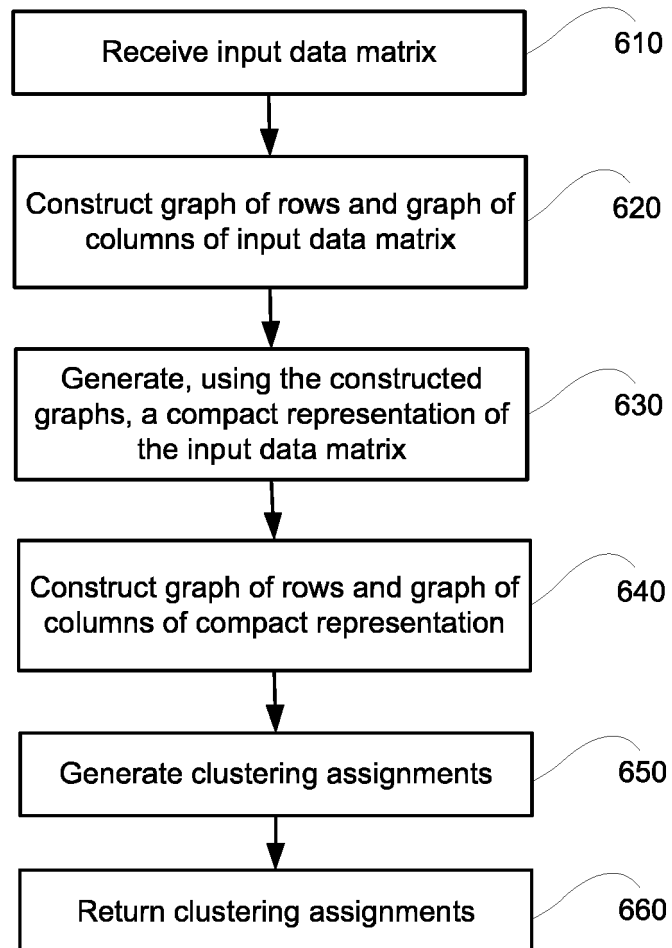 Receive input data matrix
610
Construct graph of rows and graph of
columns of input data matrix
620
Generate, using the constructed
graphs, a compact representation of
the input data matrix
630
Construct graph of rows and graph of
columns of compact representation
640
Generate clustering assignments
650
Return clustering assignments
660